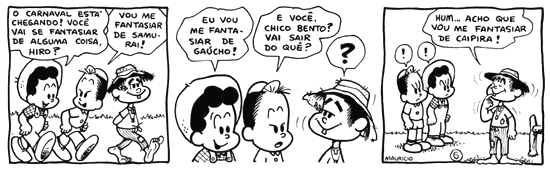 O CARNAVAL ESTÁ
CHEGANDO! VOCÊ
VAI SE FANTASIAR
DE ALGUMA COISA,
HIRO?
VOU ME
FANTASIAR
DE SAMU-
RAI!
EU VOU
ME FANTA-
SIAR DE
GAÚCHO!
E VOCÊ,
CHICO BENTO?
VAI SAIR
DO QUÊ?
?
!
!
HUM... ACHO QUE
VOU ME FANTASIAR
DE CAIPIRA!
MAURICIO
6